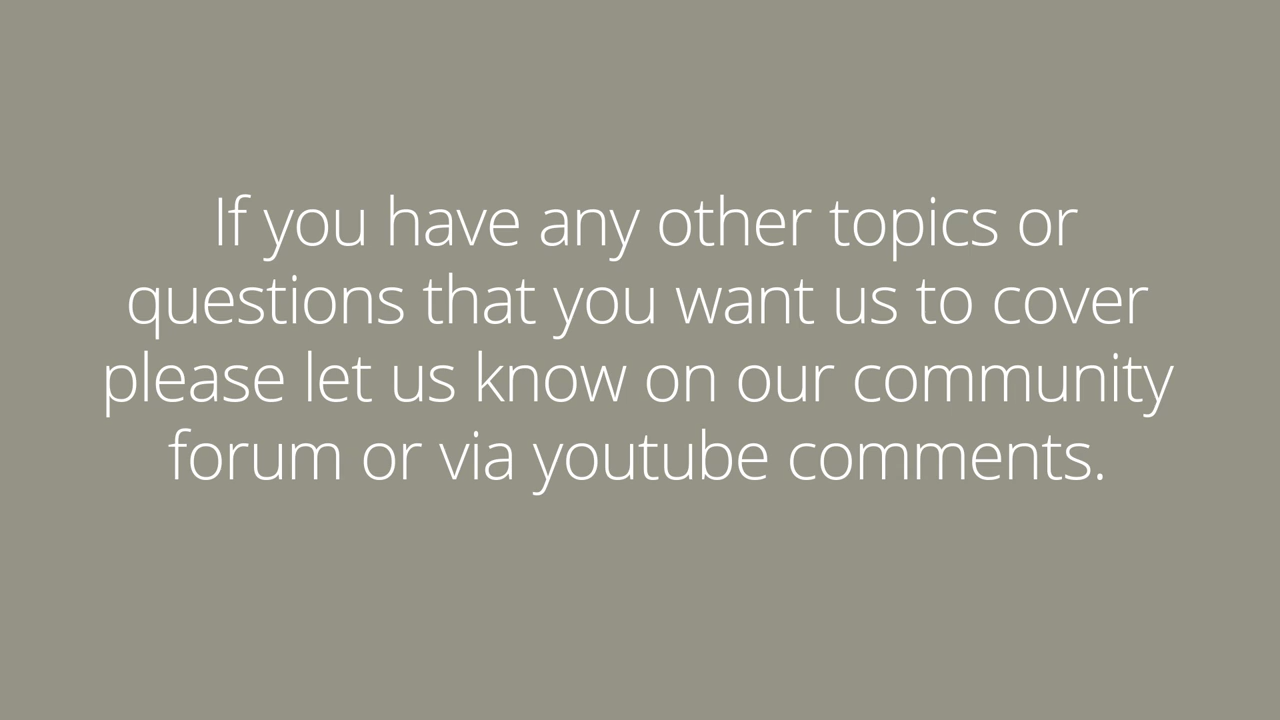 If you have any other topics or
questions that you want us to cover
please let us know on our community
forum or via youtube comments.